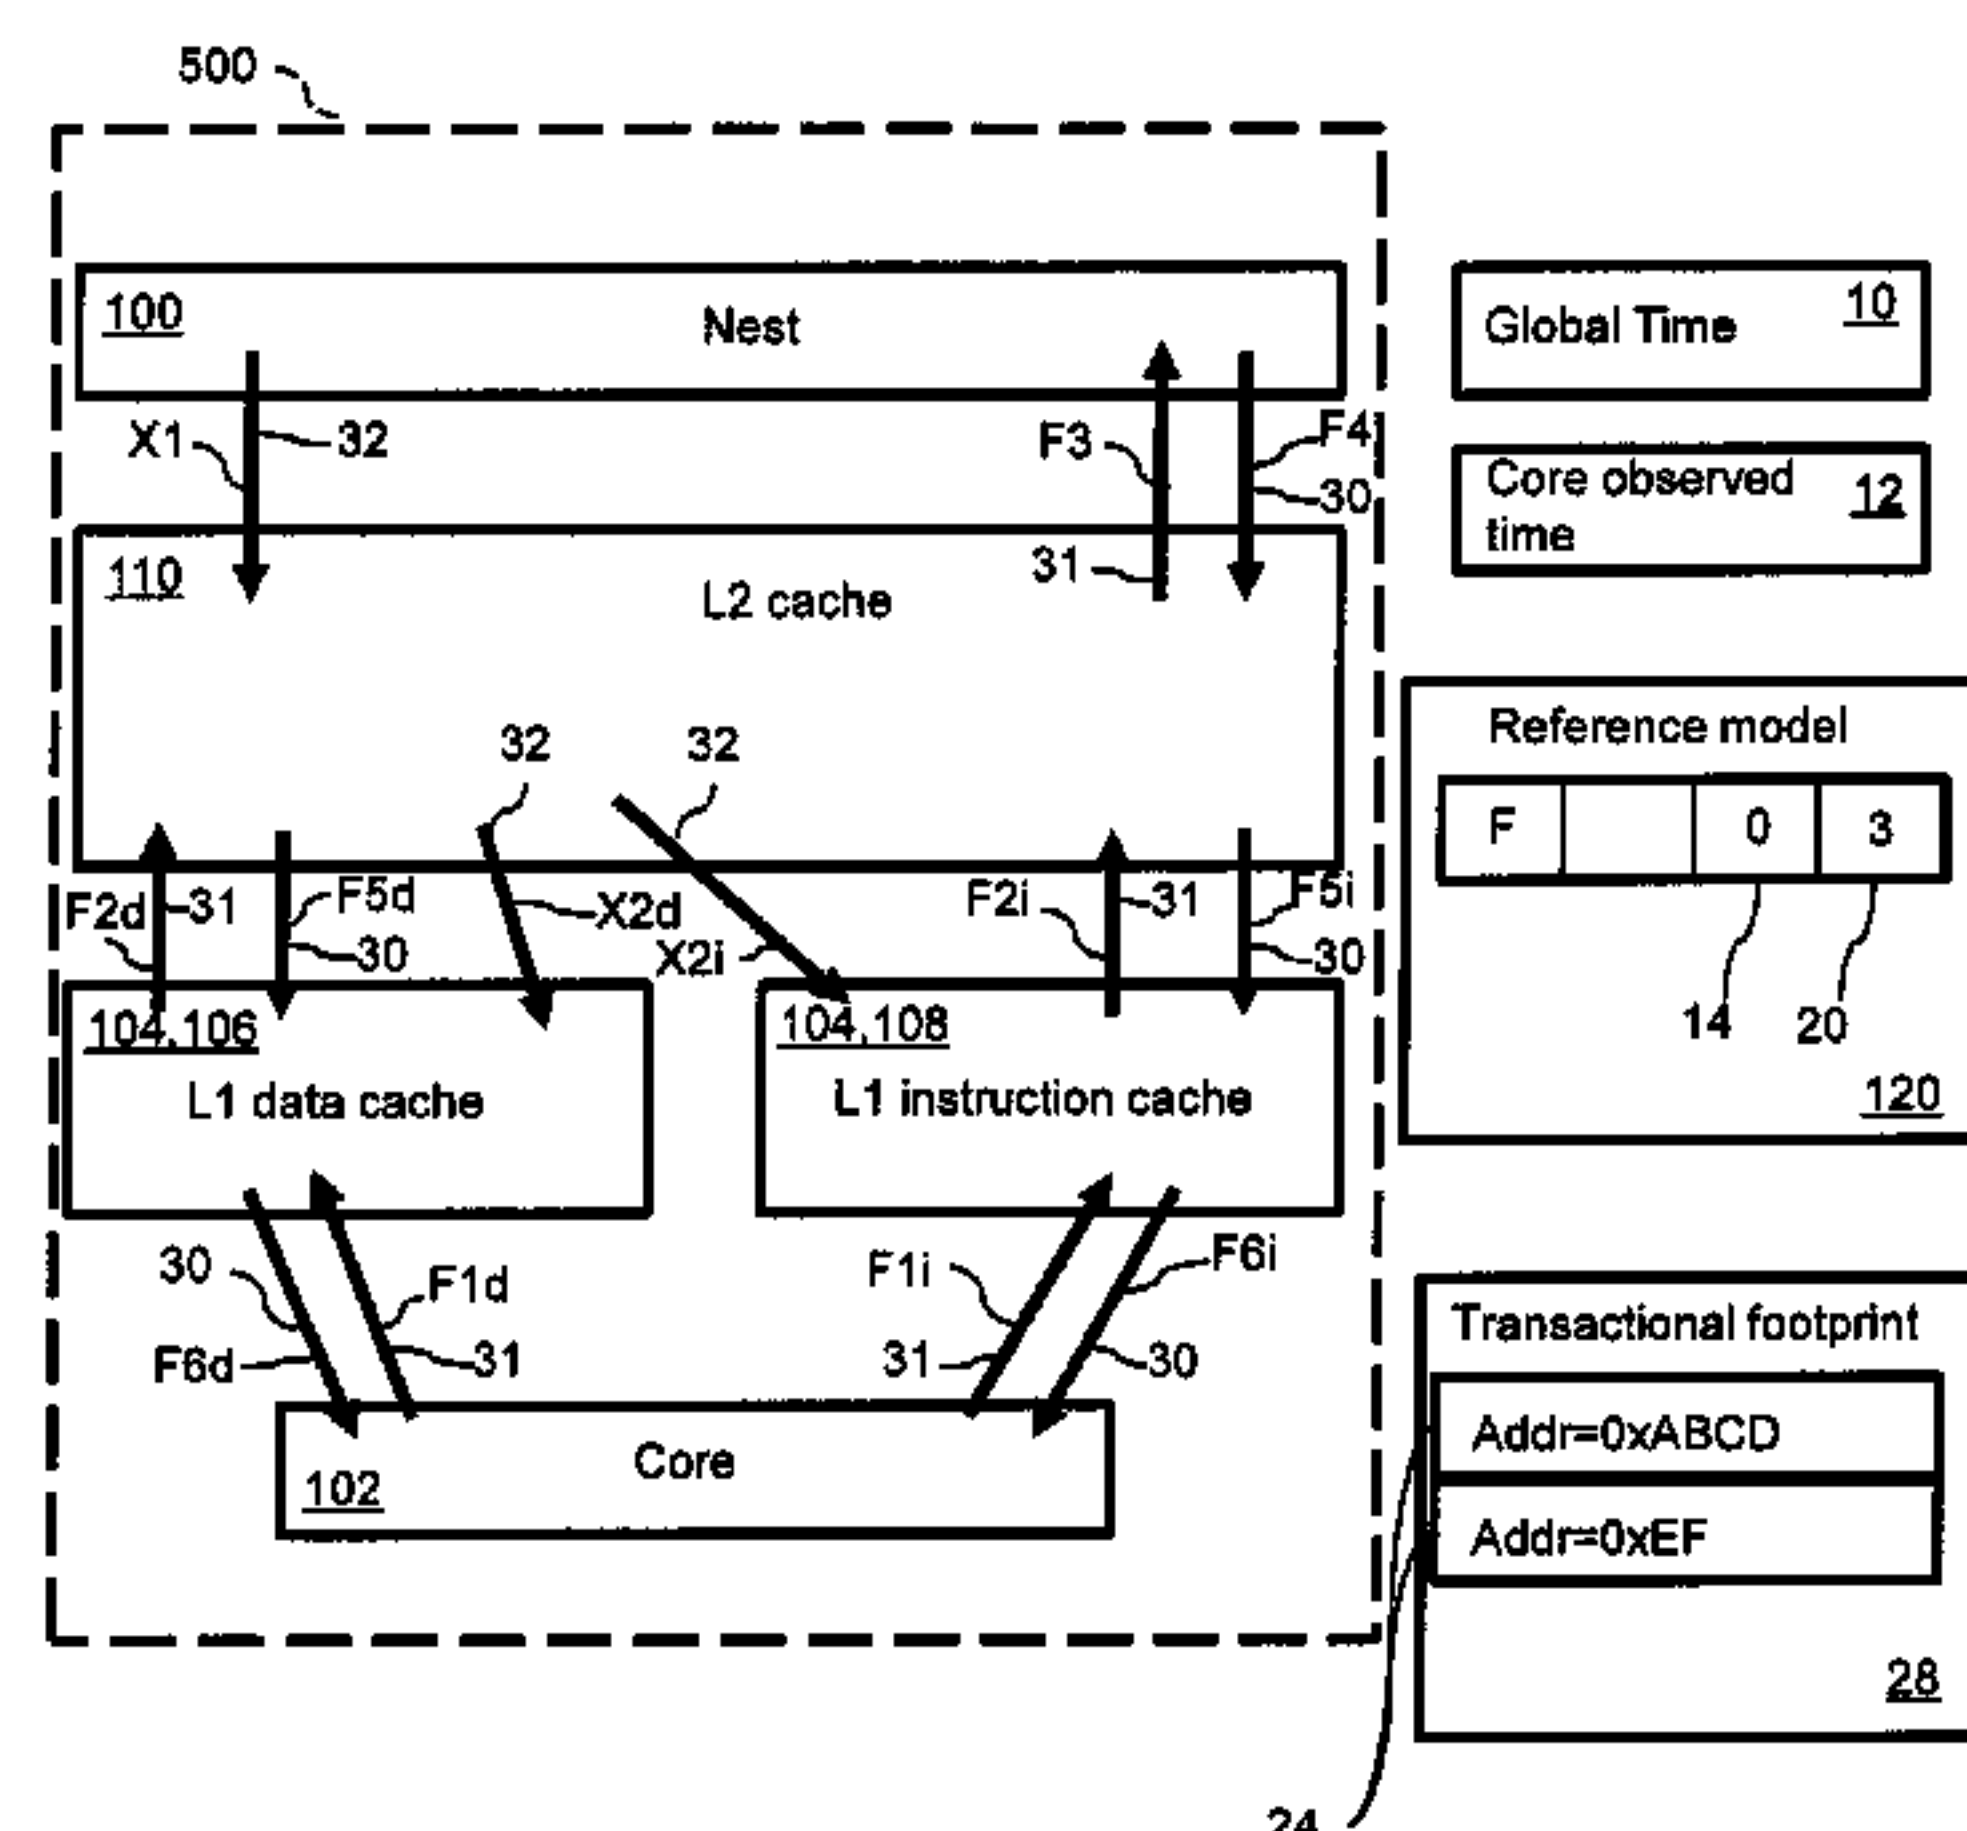 500
100
Nest
10
Global Time
X1
32
F3
F4
30
Core observed
time
12
31
110
L2 cache
32
32
Reference model
F
0
3
F2d
31
F5d
30
X2d
X2i
F2i
31
F5i
30
104,106
L1 data cache
104,108
L1 instruction cache
14
20
120
30
F1d
F6d
31
F1i
F6i
31
30
Transactional footprint
Addr=0xABCD
Addr=0xEF
Core
102
28
24